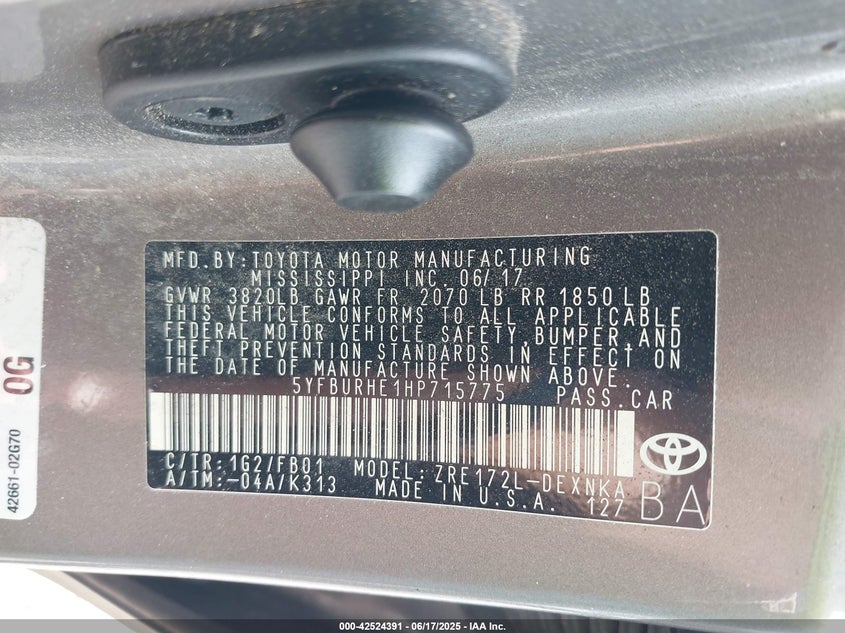 MFD.BY:TOYOTA MOTOR MANUFACTURING
MISSISSIPPI INC. 06/17
GVWR 3820LB GAWR FR 2070 LB RR 1850 LB
THIS VEHICLE CONFORMS TO ALL APPLICABLE
FEDERAL MOTOR VEHICLE SAFETY,BUMPER,AND
THEFT PREVENTION STANDARDS IN EFFECT ON
THE DATE OF MANUFACTURE SHOWN ABOVE.
5YFBURHE1HP715775 PASS.CAR
C/TR:1G27/FB01 MODEL:ZRE172L-DEXNKA
A/TM:-04A/K313 MADE IN U.S.A. 127
BA
0G
42661-02G70
000-42524391 - 06/17/2025 - IAA Inc.